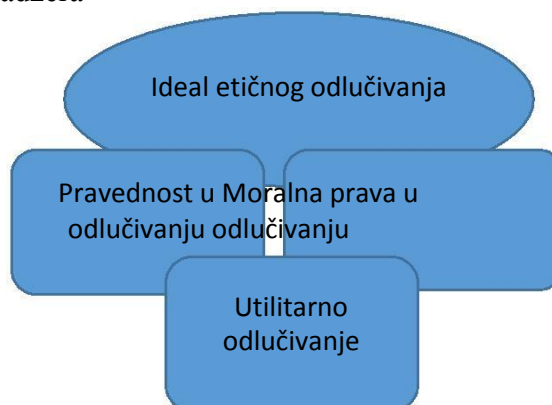 Ideal etičnog odlučivanja
Pravednost u Moralna prava u
odlučivanju odlučivanju
Utilitarno
odlučivanje